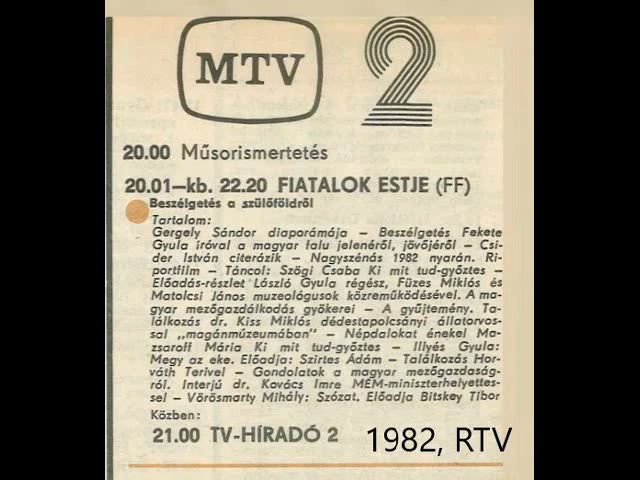 MTV 2
20.00 Műsorismertetés
20.01—kb. 22.20 FIATALOK ESTJE (FF)
Beszélgetés a szülőföldről
Tartalom:
Gergely Sándor diaporámája — Beszélgetés Fekete
Gyula íróval a magyar falu jelenéről, jövőjéről — Csi-
der István citerázik — Nagyszénás 1982 nyarán. Ri-
portfilm — Táncol: Szögi Csaba Ki mit tud-győztes —
Előadás-részlet László Gyula régész, Füzes Miklós és
Matolcsi János muzeológusok közreműködésével. A ma-
gyar mezőgazdálkodás gyökerei — A gyűjtemény. Ta-
lálkozás dr. Kiss Miklós dédestapolcsányi állatorvos-
sal „magánmúzeumában" — Népdalokat énekel Ma-
zsaroff Mária Ki mit tud-győztes — Illyés Gyula:
Megy az eke. Előadja: Szirtes Ádám — Találkozás Hor-
váth Terivel — Gondolatok a magyar mezőgazdaság-
ról. Interjú dr. Kovács Imre MÉM-miniszterhelyettes-
sel — Vörösmarty Mihály: Szózat. Előadja Bitskey Tibor
Közben:
21.00 TV-HÍRADÓ 2
1982, RTV